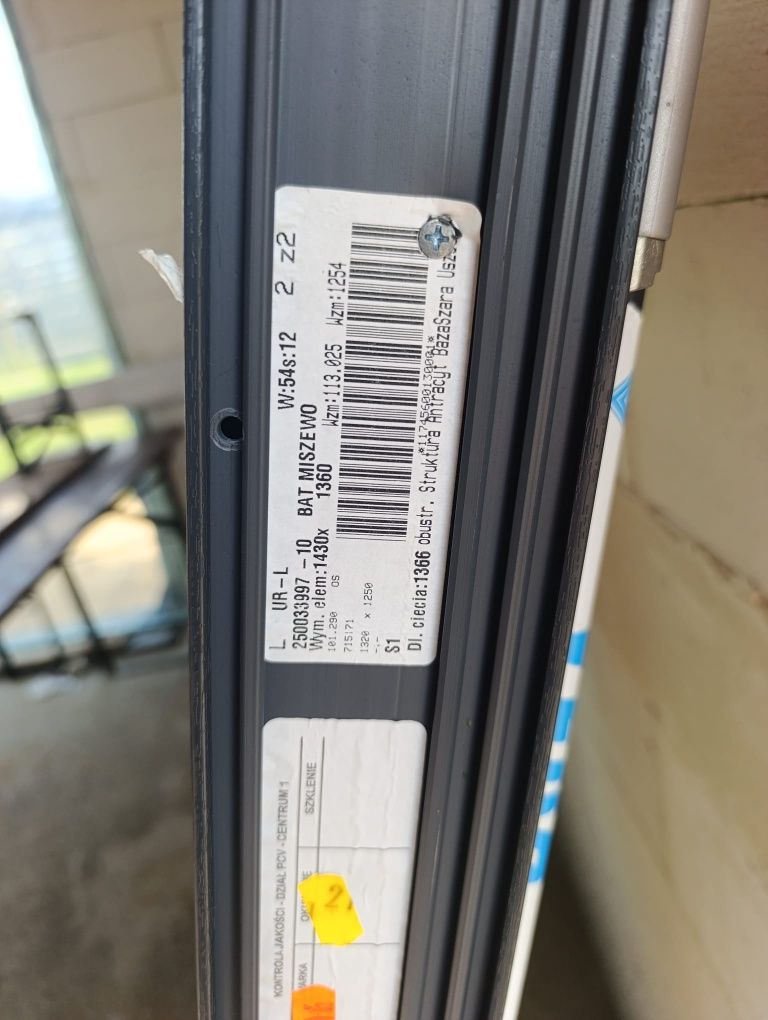 L UR-L W:54s:12 2 z2
250033997 -10 BAT MISZEWO
Wym. elem:1430x 1360 Wzm:113.025 Wzm:1254
101.290 OS
715171
1320 x 1250
-.-
S1
*11745600130001*
Dl. ciecia:1366 obustr. Struktura Antracyt BazaSzara Usz
KONTROLA JAKOŚCI - DZIAŁ PCV - CENTRUM 1
SZKLENIE
2